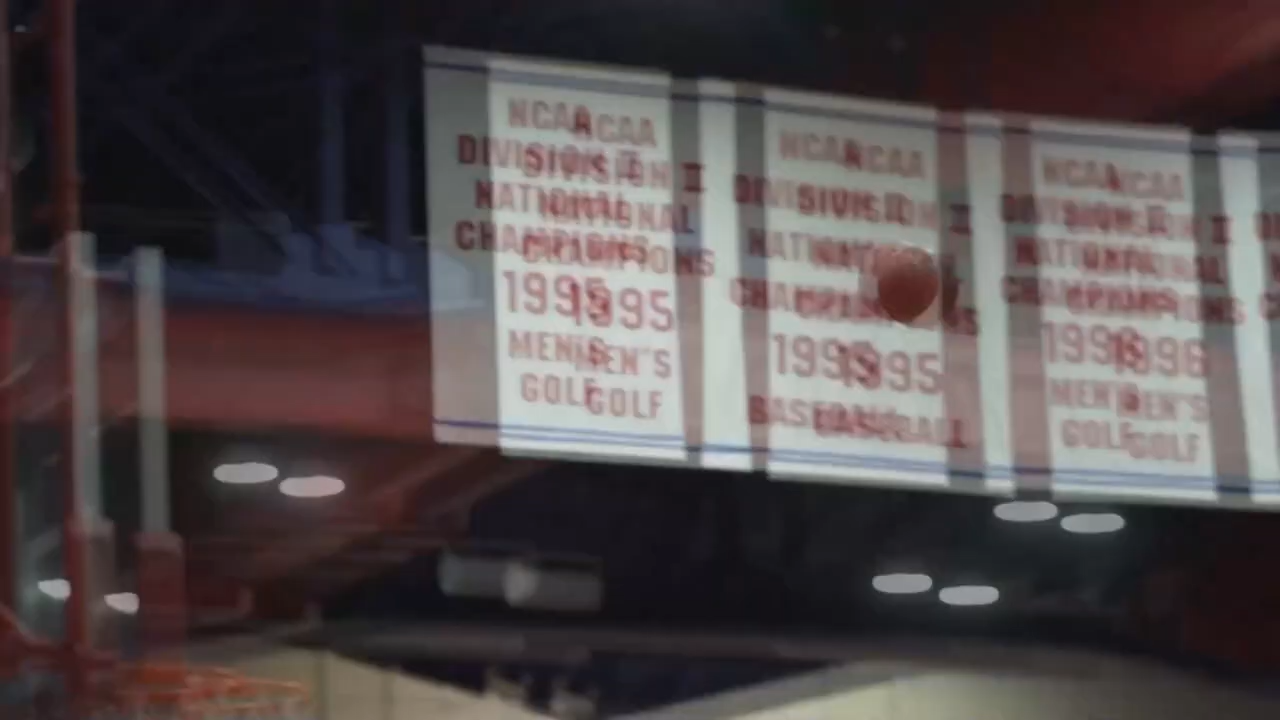 NCAA
DIVISION II
NATIONAL
CHAMPIONS
1995
MEN'S
GOLF
NCAA
DIVISION II
NATIONAL
CHAMPIONS
1995
BASEBALL
NCAA
DIVISION II
NATIONAL
CHAMPIONS
1996
MEN'S
GOLF